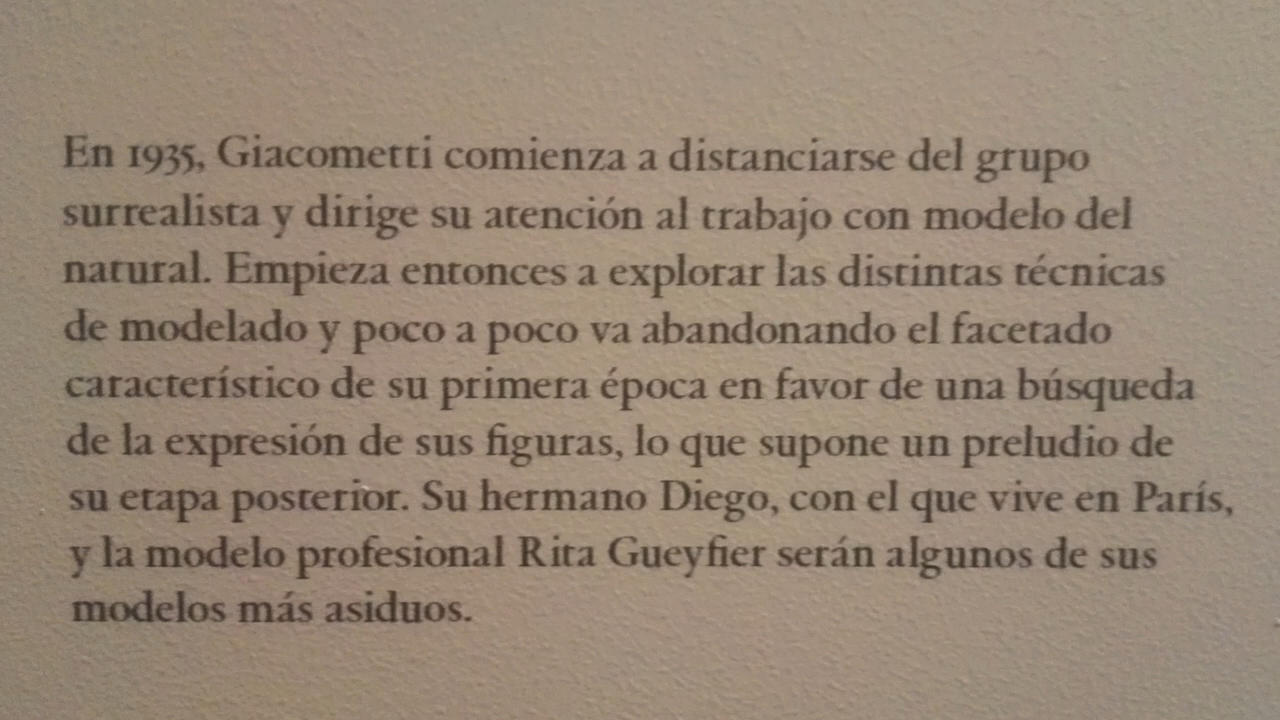 En 1935, Giacometti comienza a distanciarse del grupo
surrealista y dirige su atención al trabajo con modelo del
natural. Empieza entonces a explorar las distintas técnicas
de modelado y poco a poco va abandonando el facetado
característico de su primera época en favor de una búsqueda
de la expresión de sus figuras, lo que supone un preludio de
su etapa posterior. Su hermano Diego, con el que vive en París,
y la modelo profesional Rita Gueyfier serán algunos de sus
modelos más asiduos.